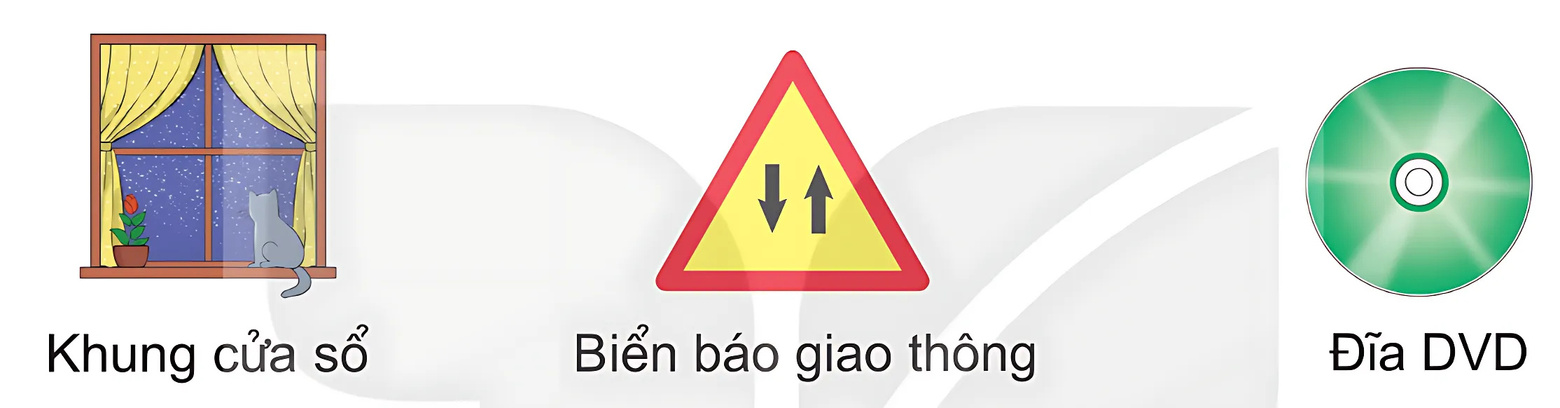 Khung cửa sổ
Biển báo giao thông
Đĩa DVD